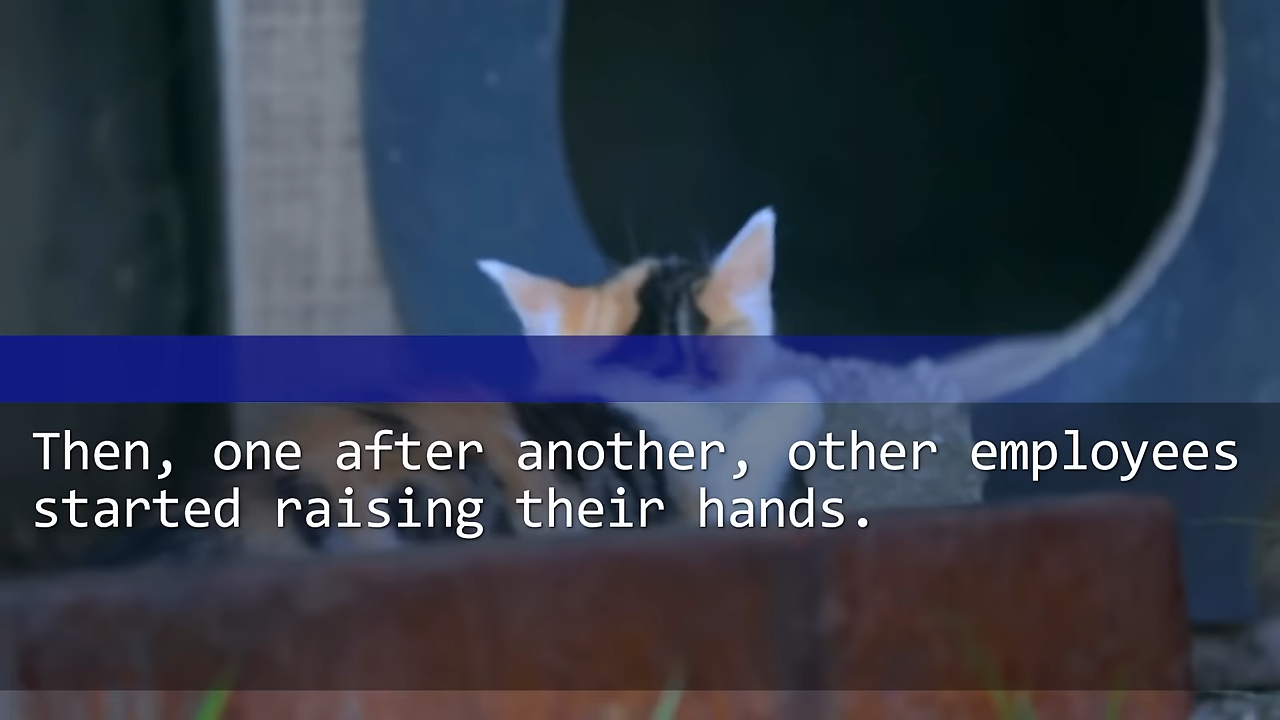 Then, one after another, other employees
started raising their hands.